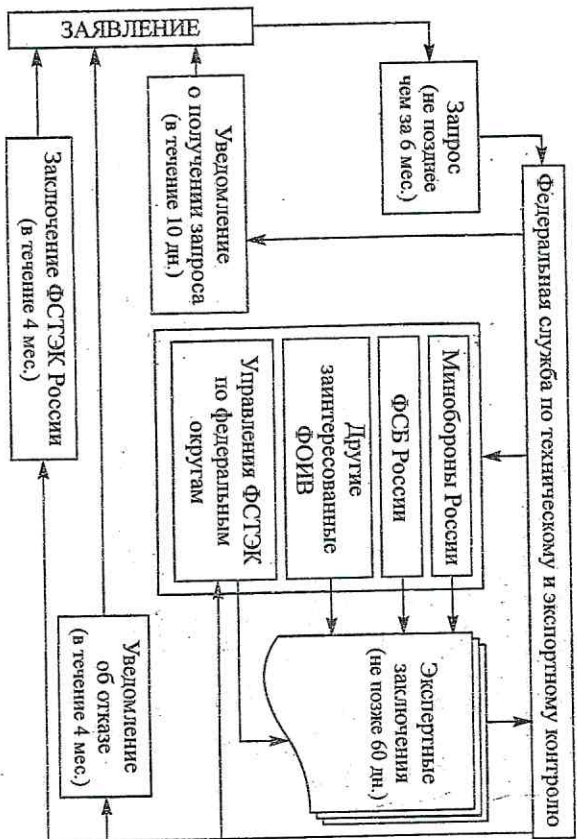 ЗАЯВЛЕНИЕ
Запрос
(не позднее
чем за 6 мес.)
Федеральная служба по техническому и экспортному контролю
Уведомление
о получении запроса
(в течение 10 дн.)
Минобороны России
ФСБ России
Другие
заинтересованные
ФОИВ
Управления ФСТЭК
по федеральным
округам
Экспертные
заключения
(не позже 60 дн.)
Заключение ФСТЭК России
(в течение 4 мес.)
Уведомление
об отказе
(в течение 4 мес.)